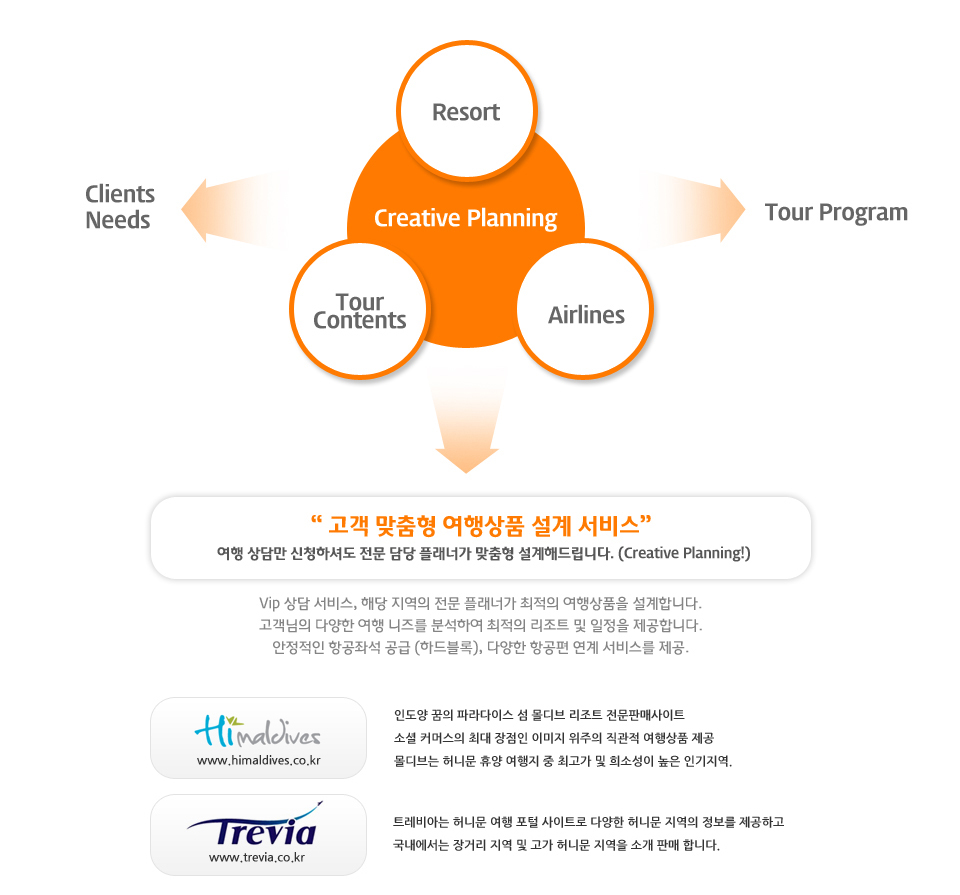 Resort
Clients
Needs
Creative Planning
Tour Program
Tour
Contents
Airlines
“ 고객 맞춤형 여행상품 설계 서비스”
여행 상담만 신청하셔도 전문 담당 플래너가 맞춤형 설계해드립니다. (Creative Planning!)
Vip 상담 서비스, 해당 지역의 전문 플래너가 최적의 여행상품을 설계합니다.
고객님의 다양한 여행 니즈를 분석하여 최적의 리조트 및 일정을 제공합니다.
안정적인 항공좌석 공급 (하드블록), 다양한 항공편 연계 서비스를 제공.
Himaldives
www.himaldives.co.kr
인도양 꿈의 파라다이스 섬 몰디브 리조트 전문판매사이트
소셜 커머스의 최대 장점인 이미지 위주의 직관적 여행상품 제공
몰디브는 허니문 휴양 여행지 중 최고가 및 희소성이 높은 인기지역.
Trevia
www.trevia.co.kr
트레비아는 허니문 여행 포털 사이트로 다양한 허니문 지역의 정보를 제공하고
국내에서는 장거리 지역 및 고가 허니문 지역을 소개 판매 합니다.